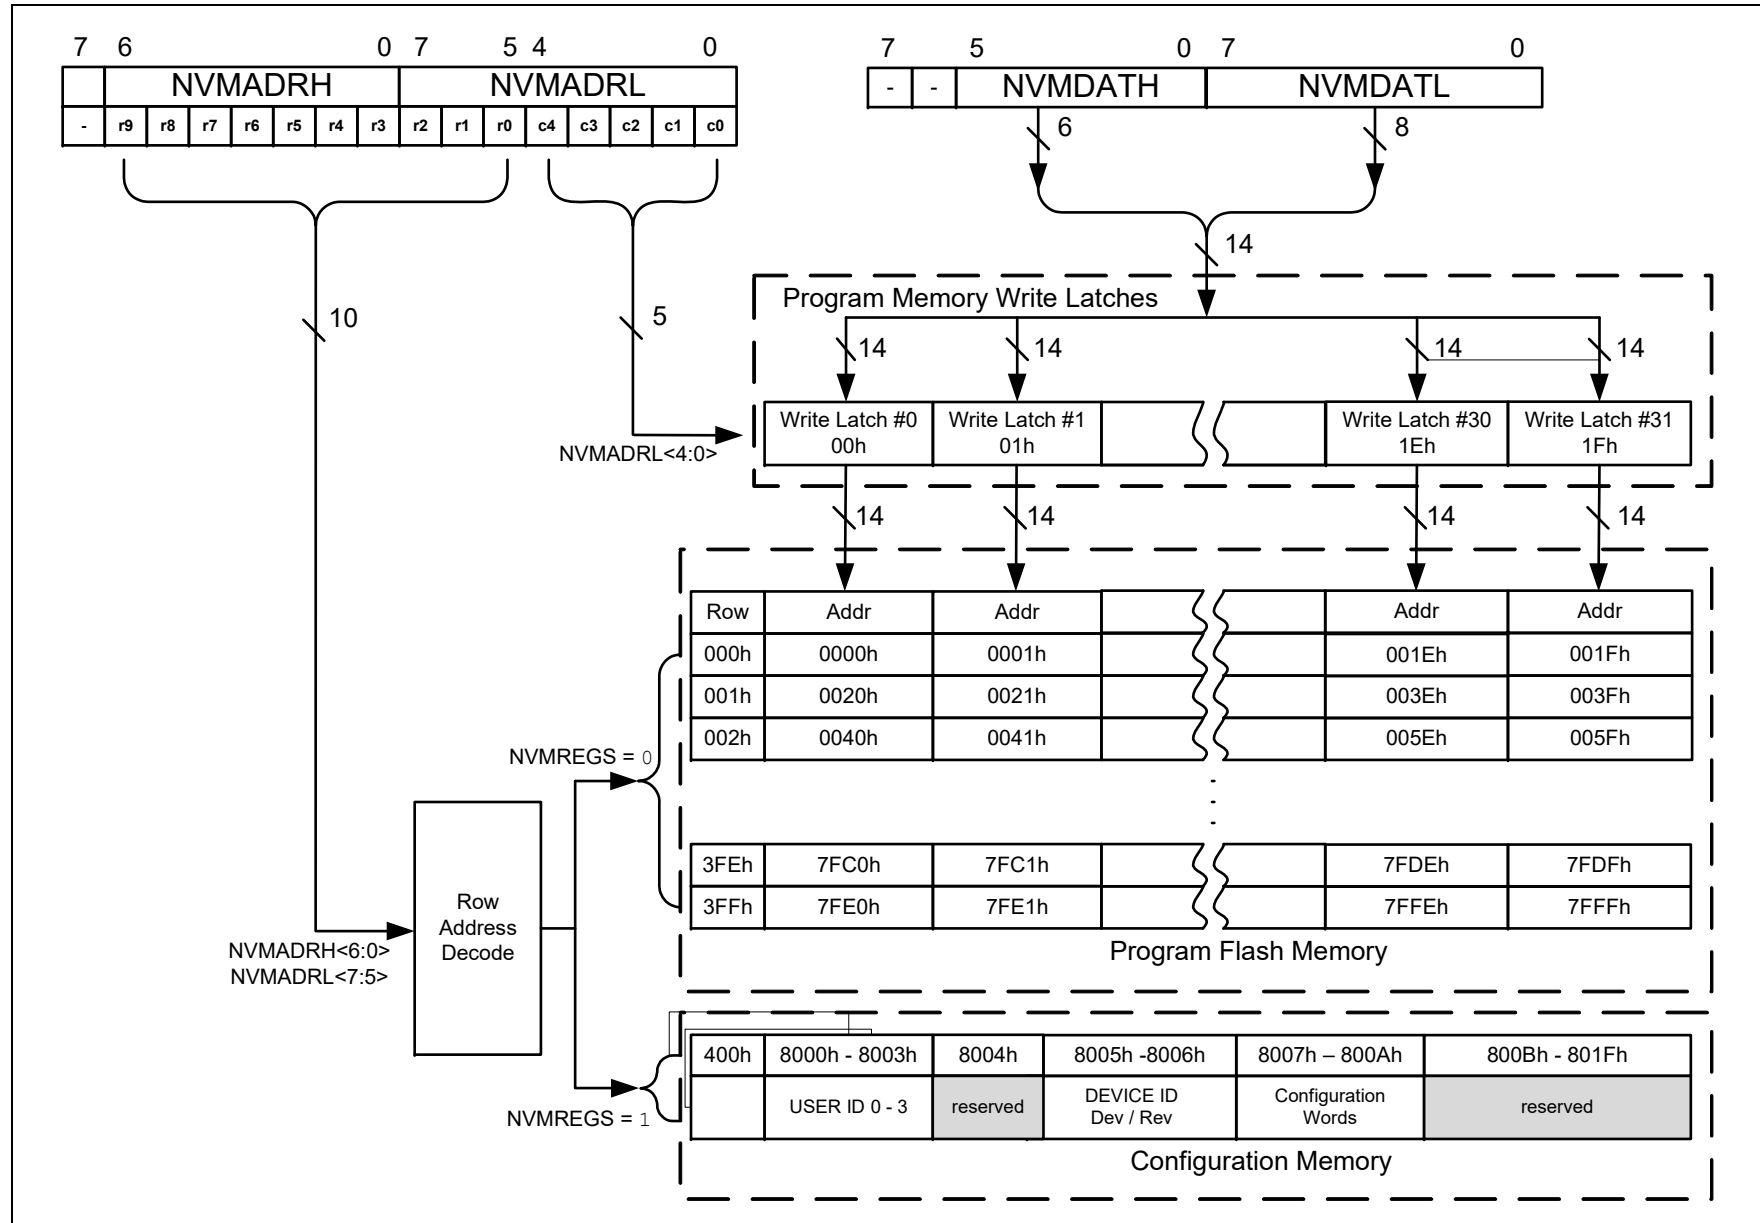 7 6 0 7 5 4 0
7 5 0 7 0
NVMADRH NVMADRL
- - NVMDATH NVMDATL
- r9 r8 r7 r6 r5 r4 r3 r2 r1 r0 c4 c3 c2 c1 c0
6 8
14
10 5
Program Memory Write Latches
14 14 14 14
Write Latch #0 Write Latch #1 Write Latch #30 Write Latch #31
00h 01h 1Eh 1Fh
NVMADRL<4:0>
14 14 14 14
Row Addr Addr Addr Addr
000h 0000h 0001h 001Eh 001Fh
001h 0020h 0021h 003Eh 003Fh
002h 0040h 0041h 005Eh 005Fh
NVMREGS = 0
3FEh 7FC0h 7FC1h 7FDEh 7FDFh
3FFh 7FE0h 7FE1h 7FFEh 7FFFh
Row
Address
Decode
NVMADRH<6:0>
NVMADRL<7:5>
Program Flash Memory
400h 8000h - 8003h 8004h 8005h -8006h 8007h – 800Ah 800Bh - 801Fh
USER ID 0 - 3 reserved DEVICE ID
Dev / Rev Configuration
Words reserved
NVMREGS = 1
Configuration Memory